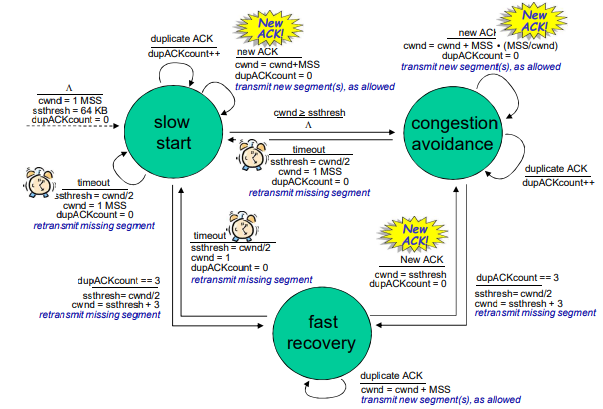 New
ACK!
duplicate ACK
dupACKcount++
new ACK
cwnd = cwnd+MSS
dupACKcount = 0
transmit new segment(s), as allowed
New
ACK!
new ACK
cwnd = cwnd + MSS • (MSS/cwnd)
dupACKcount = 0
transmit new segment(s), as allowed
Λ
cwnd = 1 MSS
ssthresh = 64 KB
dupACKcount = 0
slow
start
cwnd ≥ ssthresh
Λ
congestion
avoidance
timeout
ssthresh = cwnd/2
cwnd = 1 MSS
dupACKcount = 0
retransmit missing segment
duplicate ACK
dupACKcount++
timeout
ssthresh = cwnd/2
cwnd = 1 MSS
dupACKcount = 0
retransmit missing segment
timeout
ssthresh = cwnd/2
cwnd = 1
dupACKcount = 0
retransmit missing segment
New
ACK!
New ACK
cwnd = ssthresh
dupACKcount = 0
dupACKcount == 3
ssthresh= cwnd/2
cwnd = ssthresh + 3
retransmit missing segment
dupACKcount == 3
ssthresh= cwnd/2
cwnd = ssthresh + 3
retransmit missing segment
fast
recovery
duplicate ACK
cwnd = cwnd + MSS
transmit new segment(s), as allowed